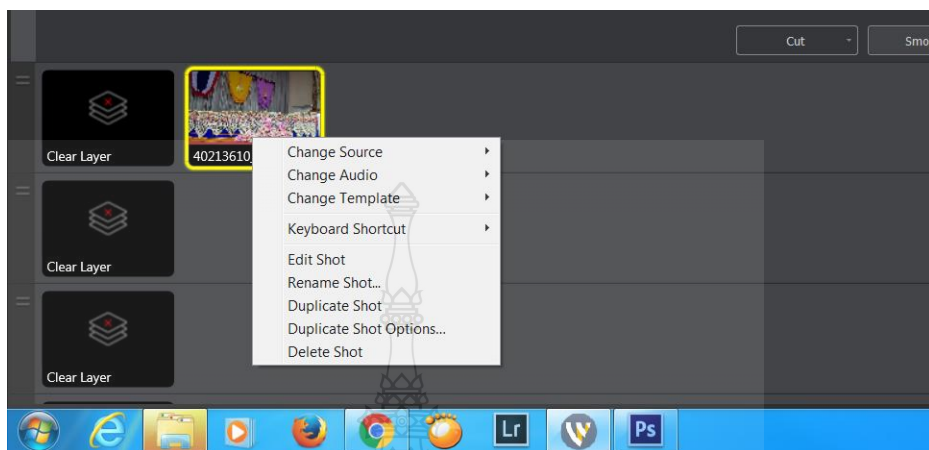 Cut
Smo
Clear Layer
40213610_
Change Source
Change Audio
Change Template
Keyboard Shortcut
Edit Shot
Rename Shot...
Duplicate Shot
Duplicate Shot Options...
Delete Shot
Clear Layer
Clear Layer
Lr
Ps